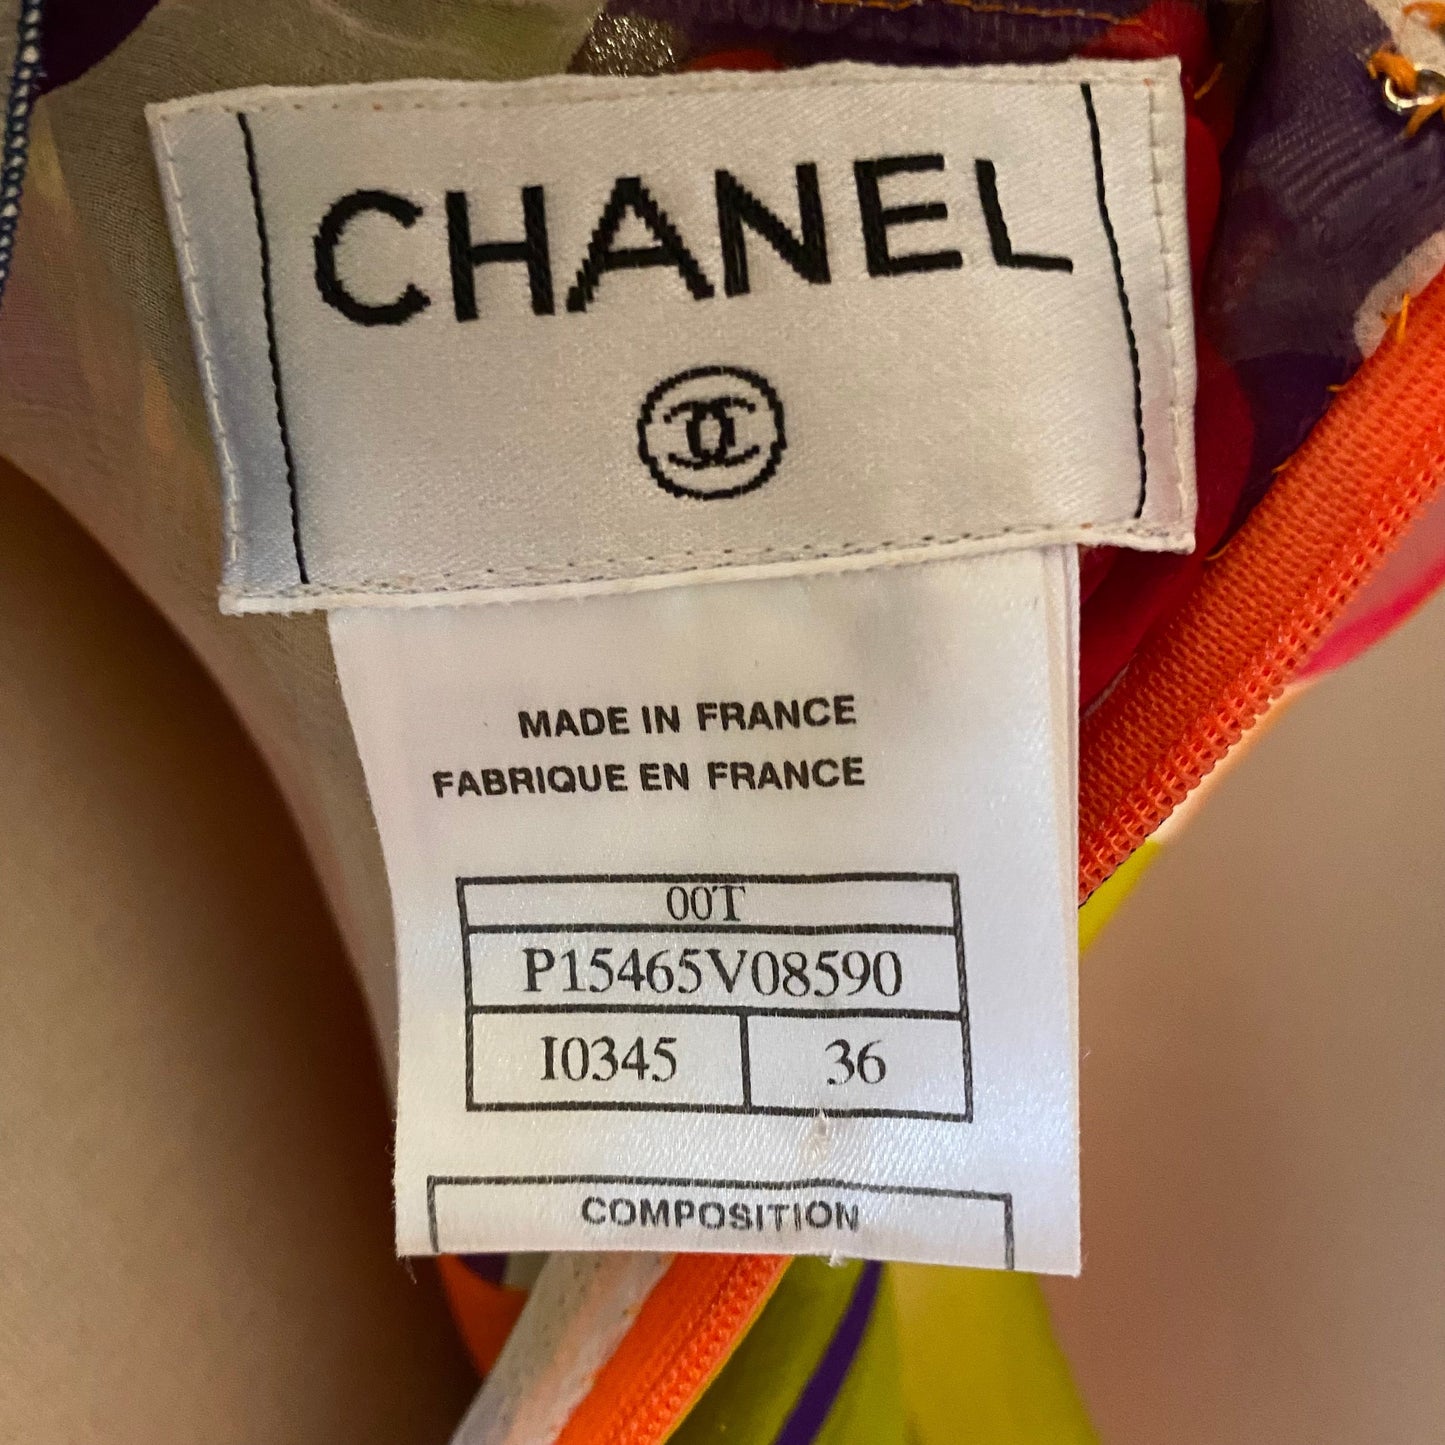 CHANEL
MADE IN FRANCE
FABRIQUE EN FRANCE
00T
P15465V08590
I0345 36
COMPOSITION